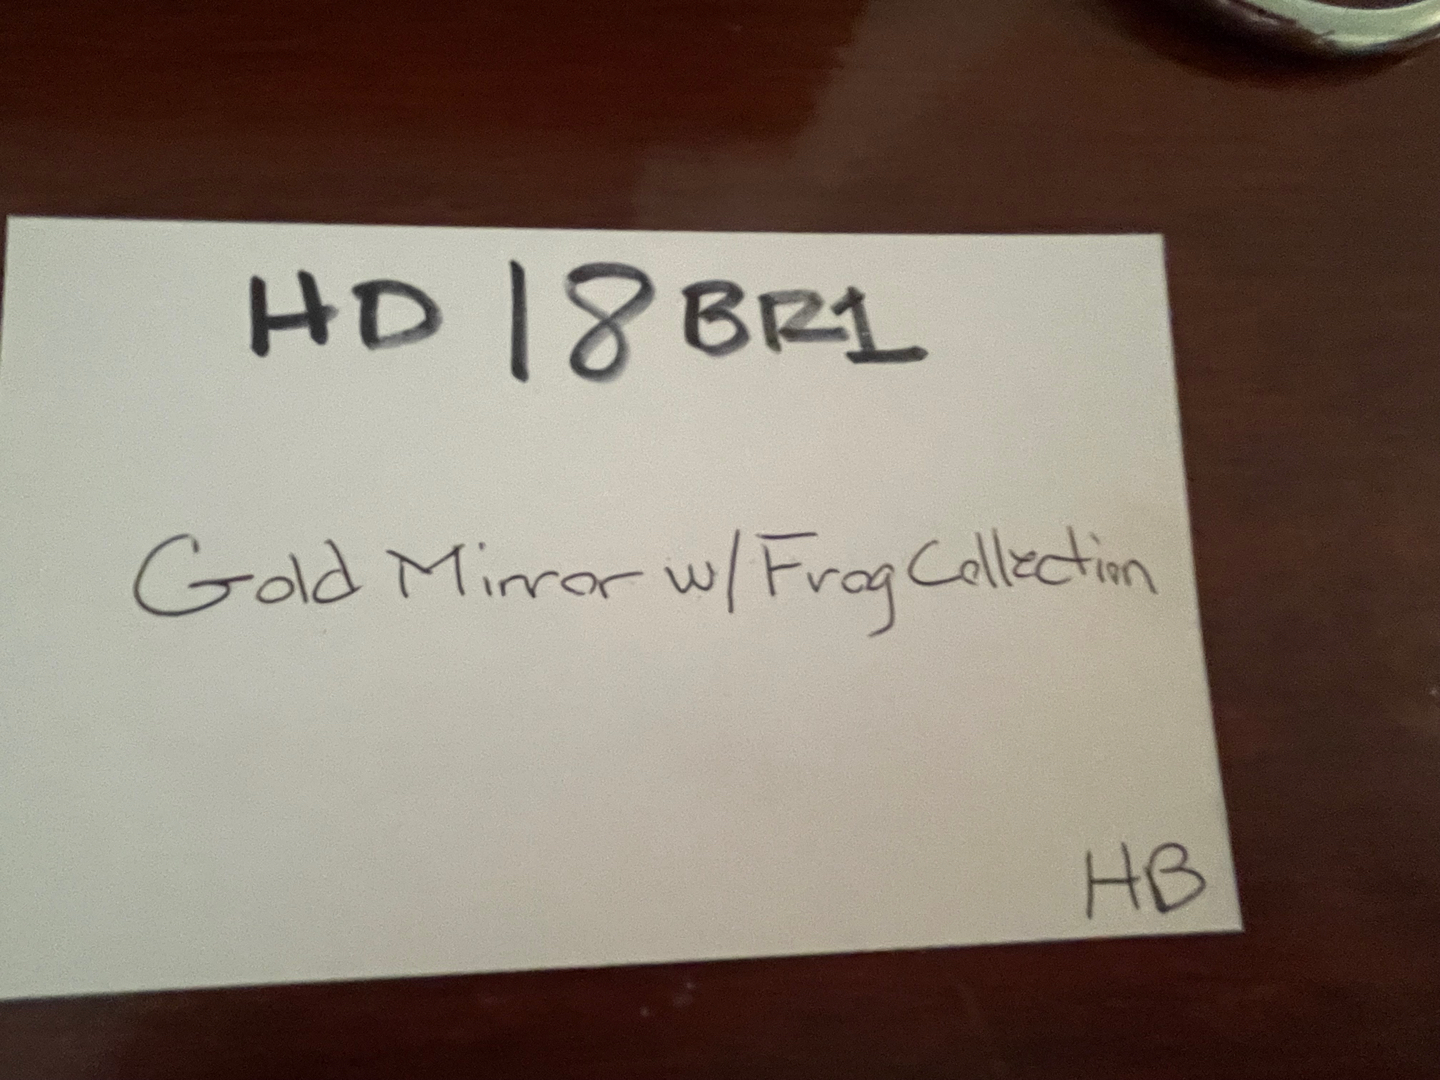 HD 18 BR1
Gold Mirror w/ Frog Collection
HB